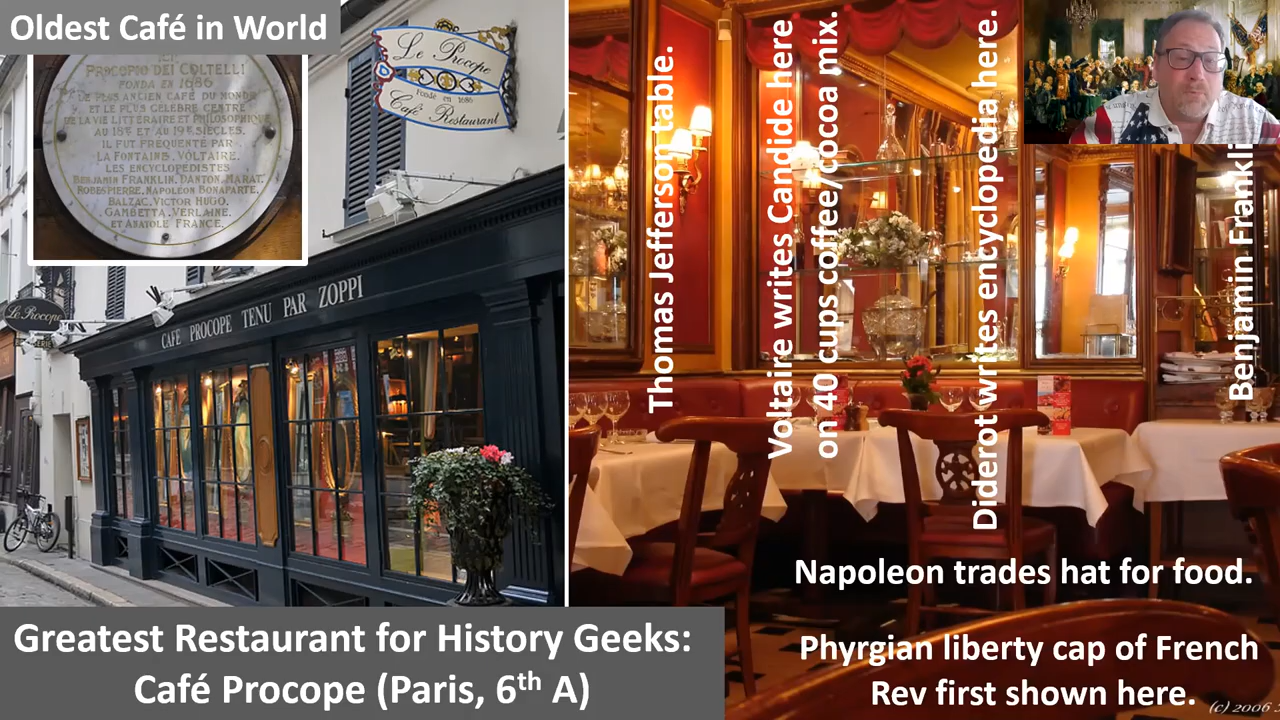 Oldest Café in World
PROCOPIO DEI COLTELLI
FONDA EN 1686
LE PLUS ANCIEN CAFÉ DU MONDE
ET LE PLUS CÉLÈBRE CENTRE
DE LA VIE LITTÉRAIRE ET PHILOSOPHIQUE
AU 18E ET AU 19E SIÈCLES.
IL FUT FRÉQUENTÉ PAR
LA FONTAINE, VOLTAIRE.
LES ENCYCLOPÉDISTES
BENJAMIN FRANKLIN, DANTON, MARAT,
ROBESPIERRE, NAPOLÉON BONAPARTE,
BALZAC, VICTOR HUGO,
GAMBETTA, VERLAINE,
ET ANATOLE FRANCE.
Le Procope
Fondé en 1686
Café Restaurant
Le Procope
CAFE PROCOPE TENU PAR ZOPPI
Greatest Restaurant for History Geeks:
Café Procope (Paris, 6th A)
Thomas Jefferson table.
Voltaire writes Candide here
on 40 cups coffee/cocoa mix.
Diderot writes encyclopedia here.
Benjamin Frankli
Napoleon trades hat for food.
Phyrgian liberty cap of French
Rev first shown here.
(c) 2006